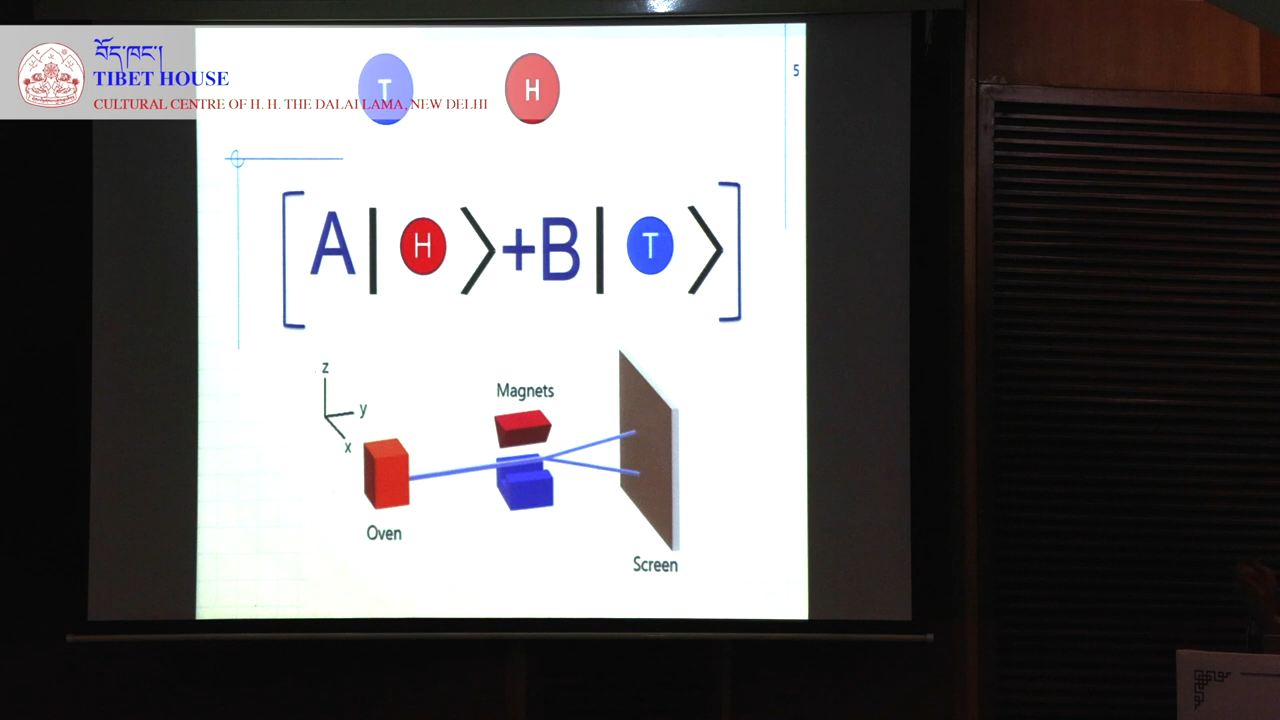 བོད་ཁང་།
TIBET HOUSE
CULTURAL CENTRE OF H. H. THE DALAI LAMA, NEW DELHI
5
T H
[A| H 〉+B| T 〉]
z
y
x
Magnets
Oven
Screen